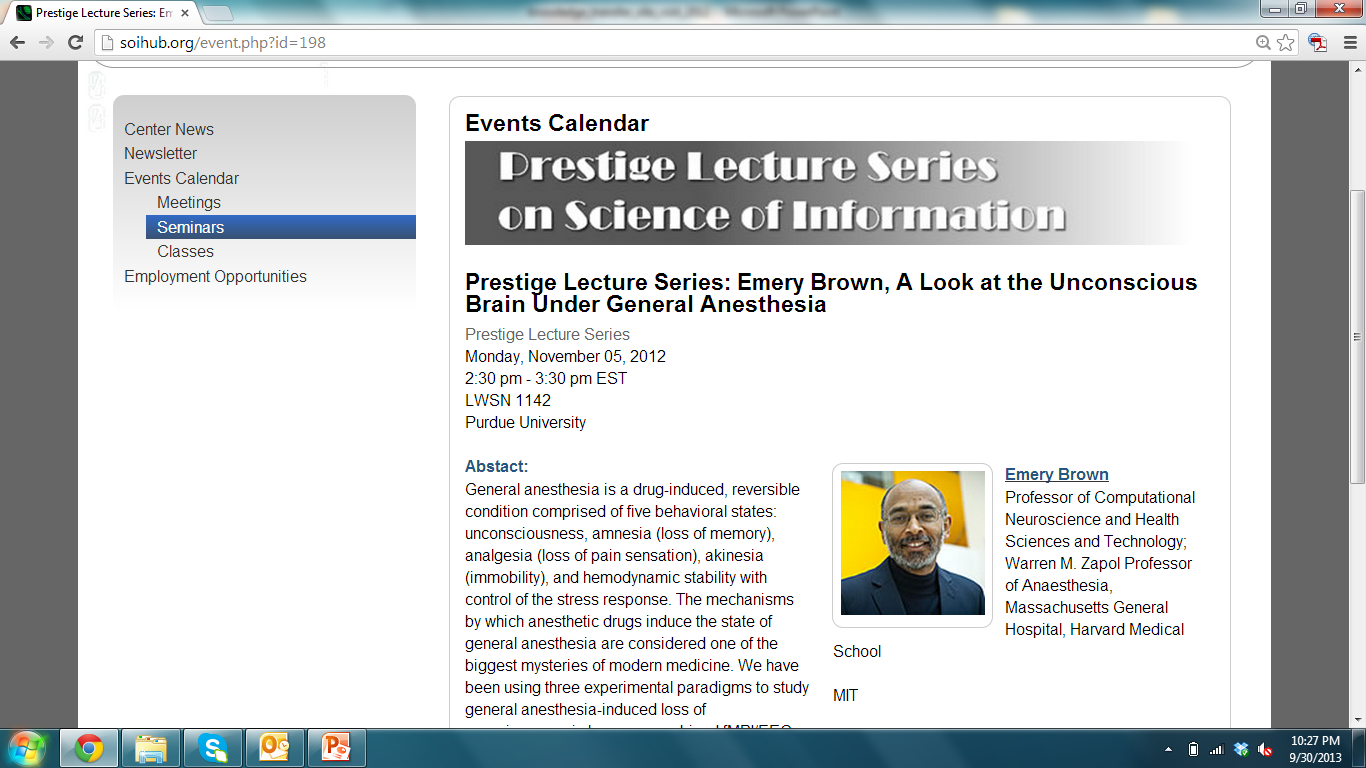 Prestige Lecture Series: Em
soihub.org/event.php?id=198
Center News
Newsletter
Events Calendar
Meetings
Seminars
Classes
Employment Opportunities
Events Calendar
Prestige Lecture Series
on Science of Information
Prestige Lecture Series: Emery Brown, A Look at the Unconscious
Brain Under General Anesthesia
Prestige Lecture Series
Monday, November 05, 2012
2:30 pm - 3:30 pm EST
LWSN 1142
Purdue University
Abstact:
General anesthesia is a drug-induced, reversible
condition comprised of five behavioral states:
unconsciousness, amnesia (loss of memory),
analgesia (loss of pain sensation), akinesia
(immobility), and hemodynamic stability with
control of the stress response. The mechanisms
by which anesthetic drugs induce the state of
general anesthesia are considered one of the
biggest mysteries of modern medicine. We have
been using three experimental paradigms to study
general anesthesia-induced loss of
Emery Brown
Professor of Computational
Neuroscience and Health
Sciences and Technology;
Warren M. Zapol Professor
of Anaesthesia,
Massachusetts General
Hospital, Harvard Medical
School
MIT
10:27 PM
9/30/2013